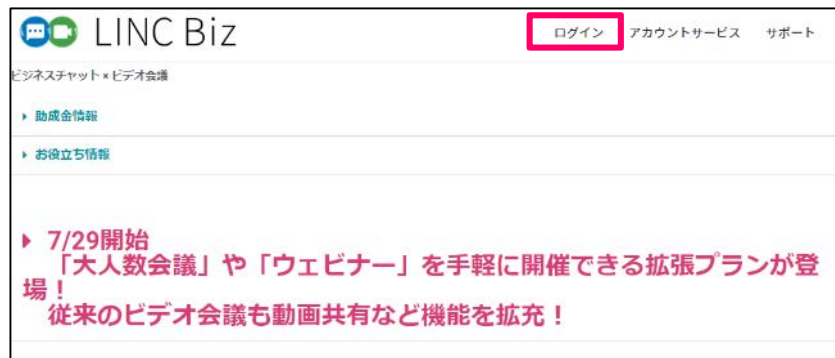 LINC Biz
ログイン アカウントサービス サポート
ビジネスチャット×ビデオ会議
助成金情報
お役立ち情報
7/29開始
「大人数会議」や「ウェビナー」を手軽に開催できる拡張プランが登
場！
従来のビデオ会議も動画共有など機能を拡充！